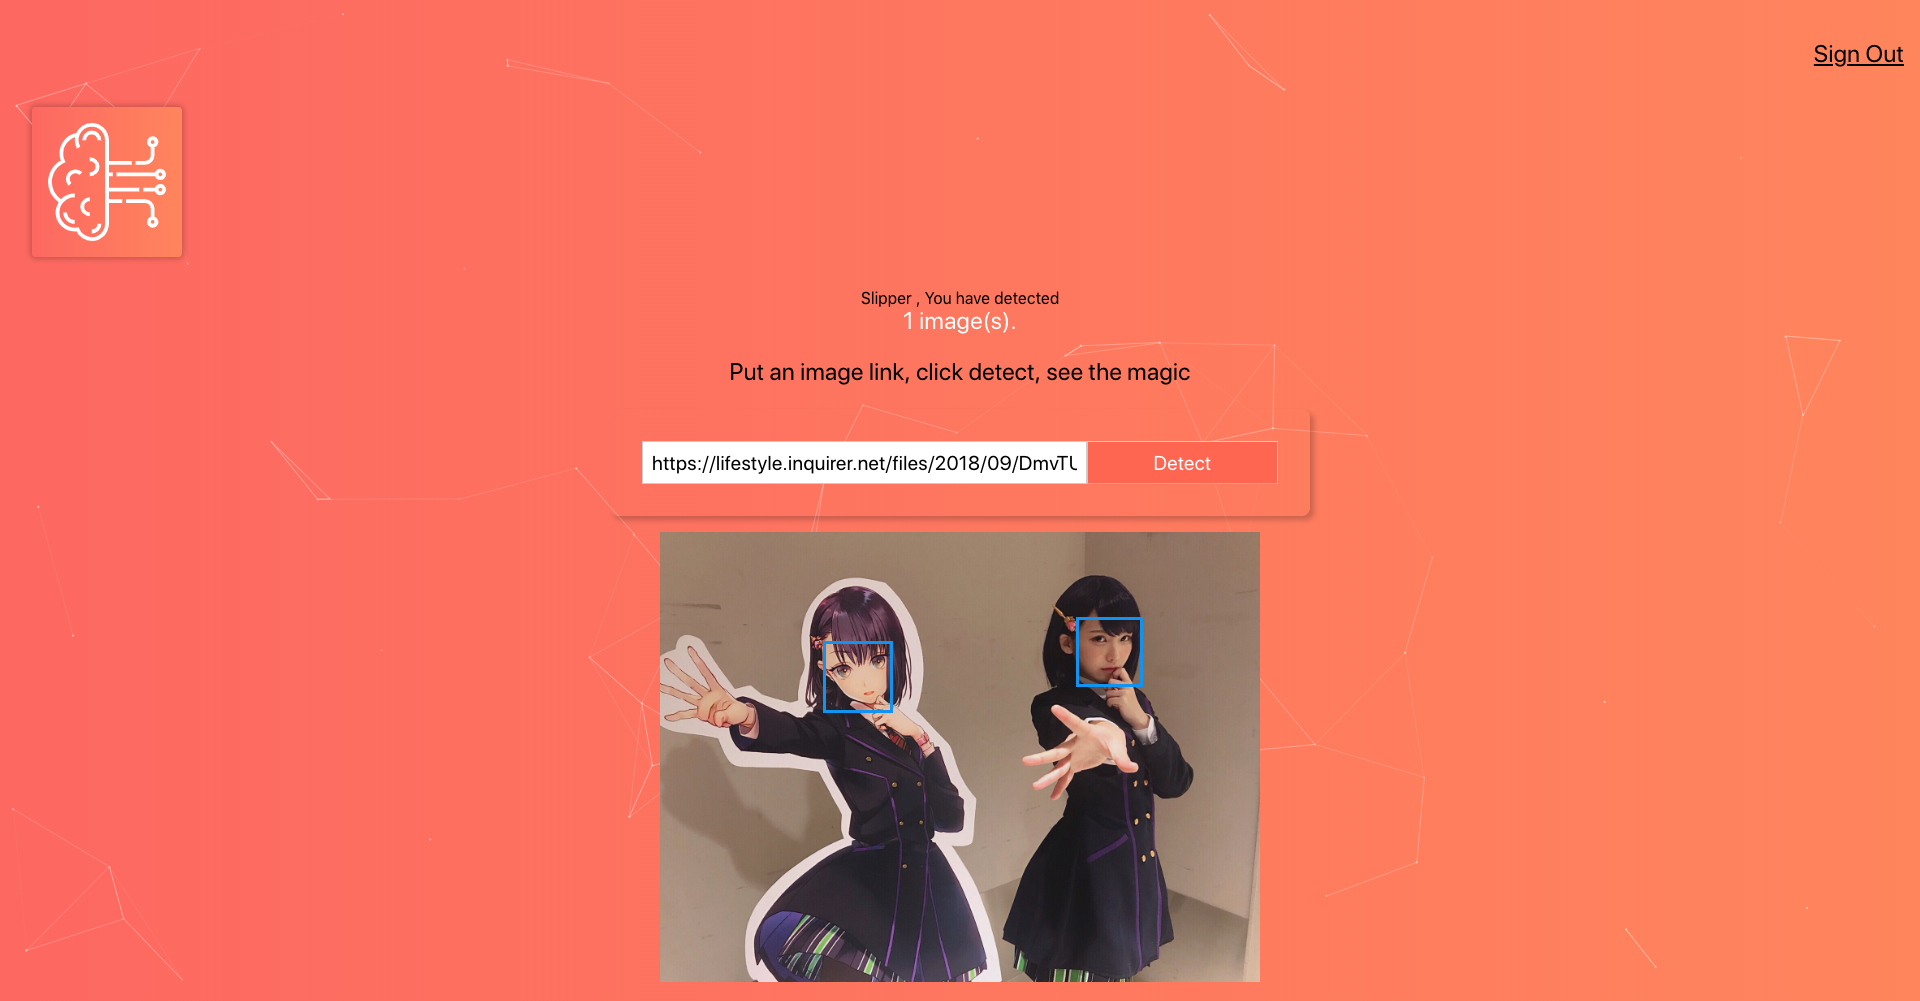 Sign Out
Slipper , You have detected
1 image(s).
Put an image link, click detect, see the magic
https://lifestyle.inquirer.net/files/2018/09/DmvTU
Detect